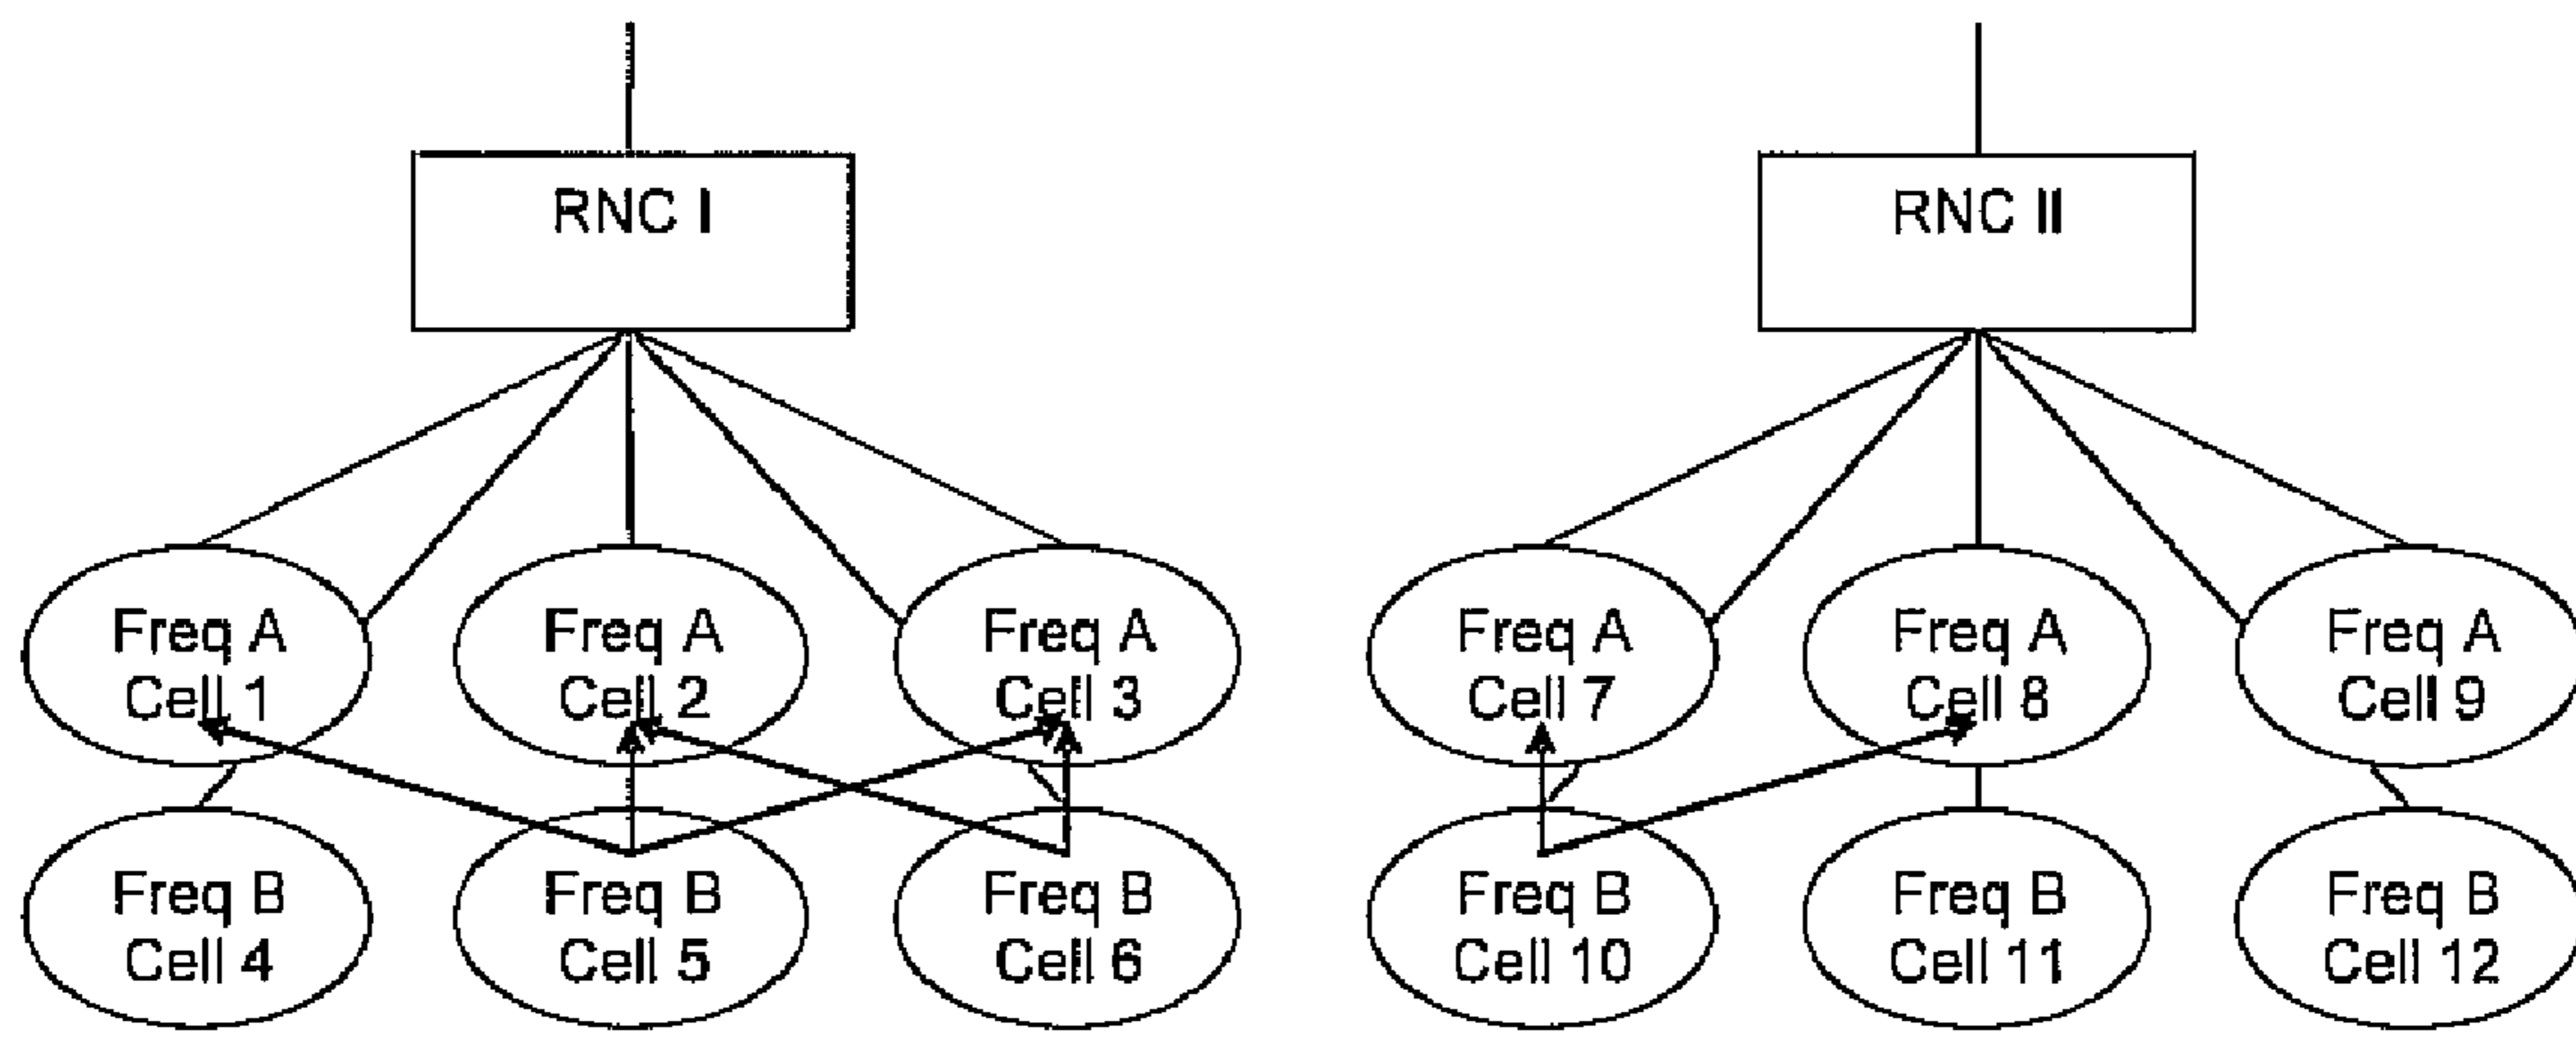 RNC I
RNC II
Freq A
Cell 1
Freq A
Cell 2
Freq A
Cell 3
Freq A
Cell 7
Freq A
Cell 8
Freq A
Cell 9
Freq B
Cell 4
Freq B
Cell 5
Freq B
Cell 6
Freq B
Cell 10
Freq B
Cell 11
Freq B
Cell 12